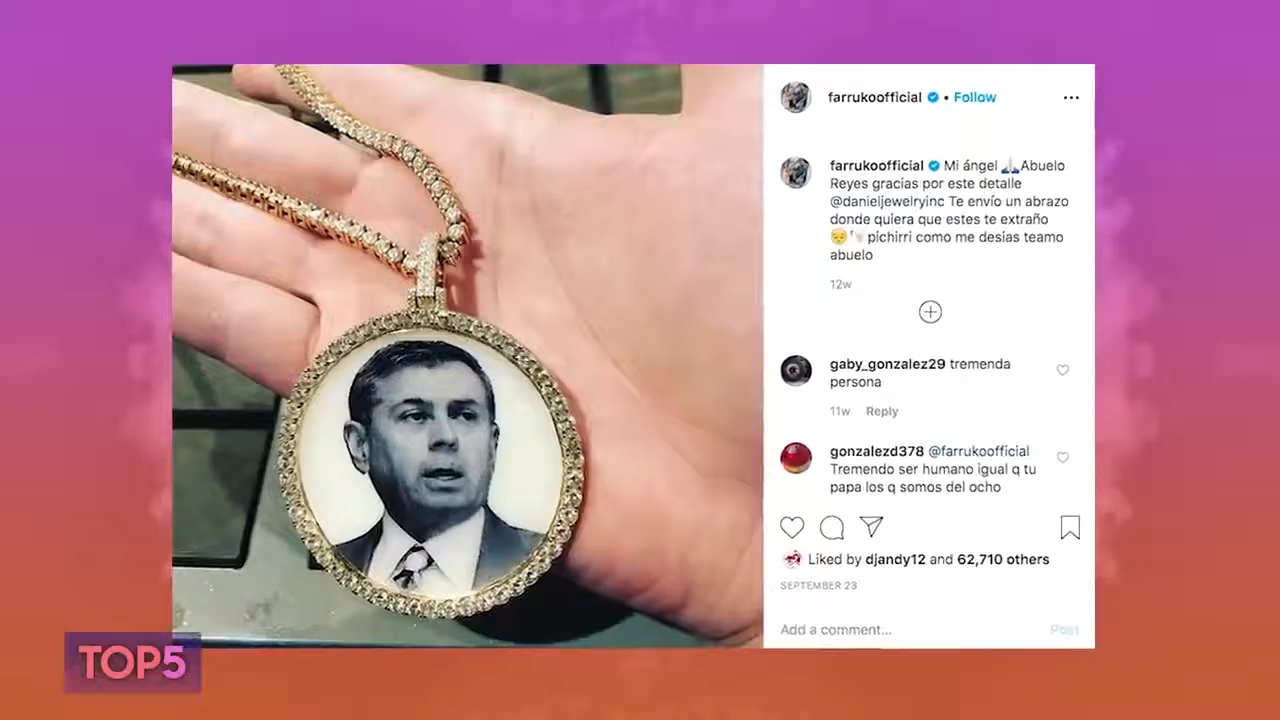 farrukoofficial • Follow
farrukoofficial Mi ángel 🙏🏻Abuelo
Reyes gracias por este detalle
@danieljewelryinc Te envío un abrazo
donde quiera que estes te extraño
pichirri como me desias teamo
abuelo
12w
gaby_gonzalez29 tremenda
persona
11w Reply
gonzalezd378 @farrukoofficial
Tremendo ser humano igual q tu
papa los q somos del ocho
Liked by djandy12 and 62,710 others
SEPTEMBER 23
Add a comment... Post
TOP5